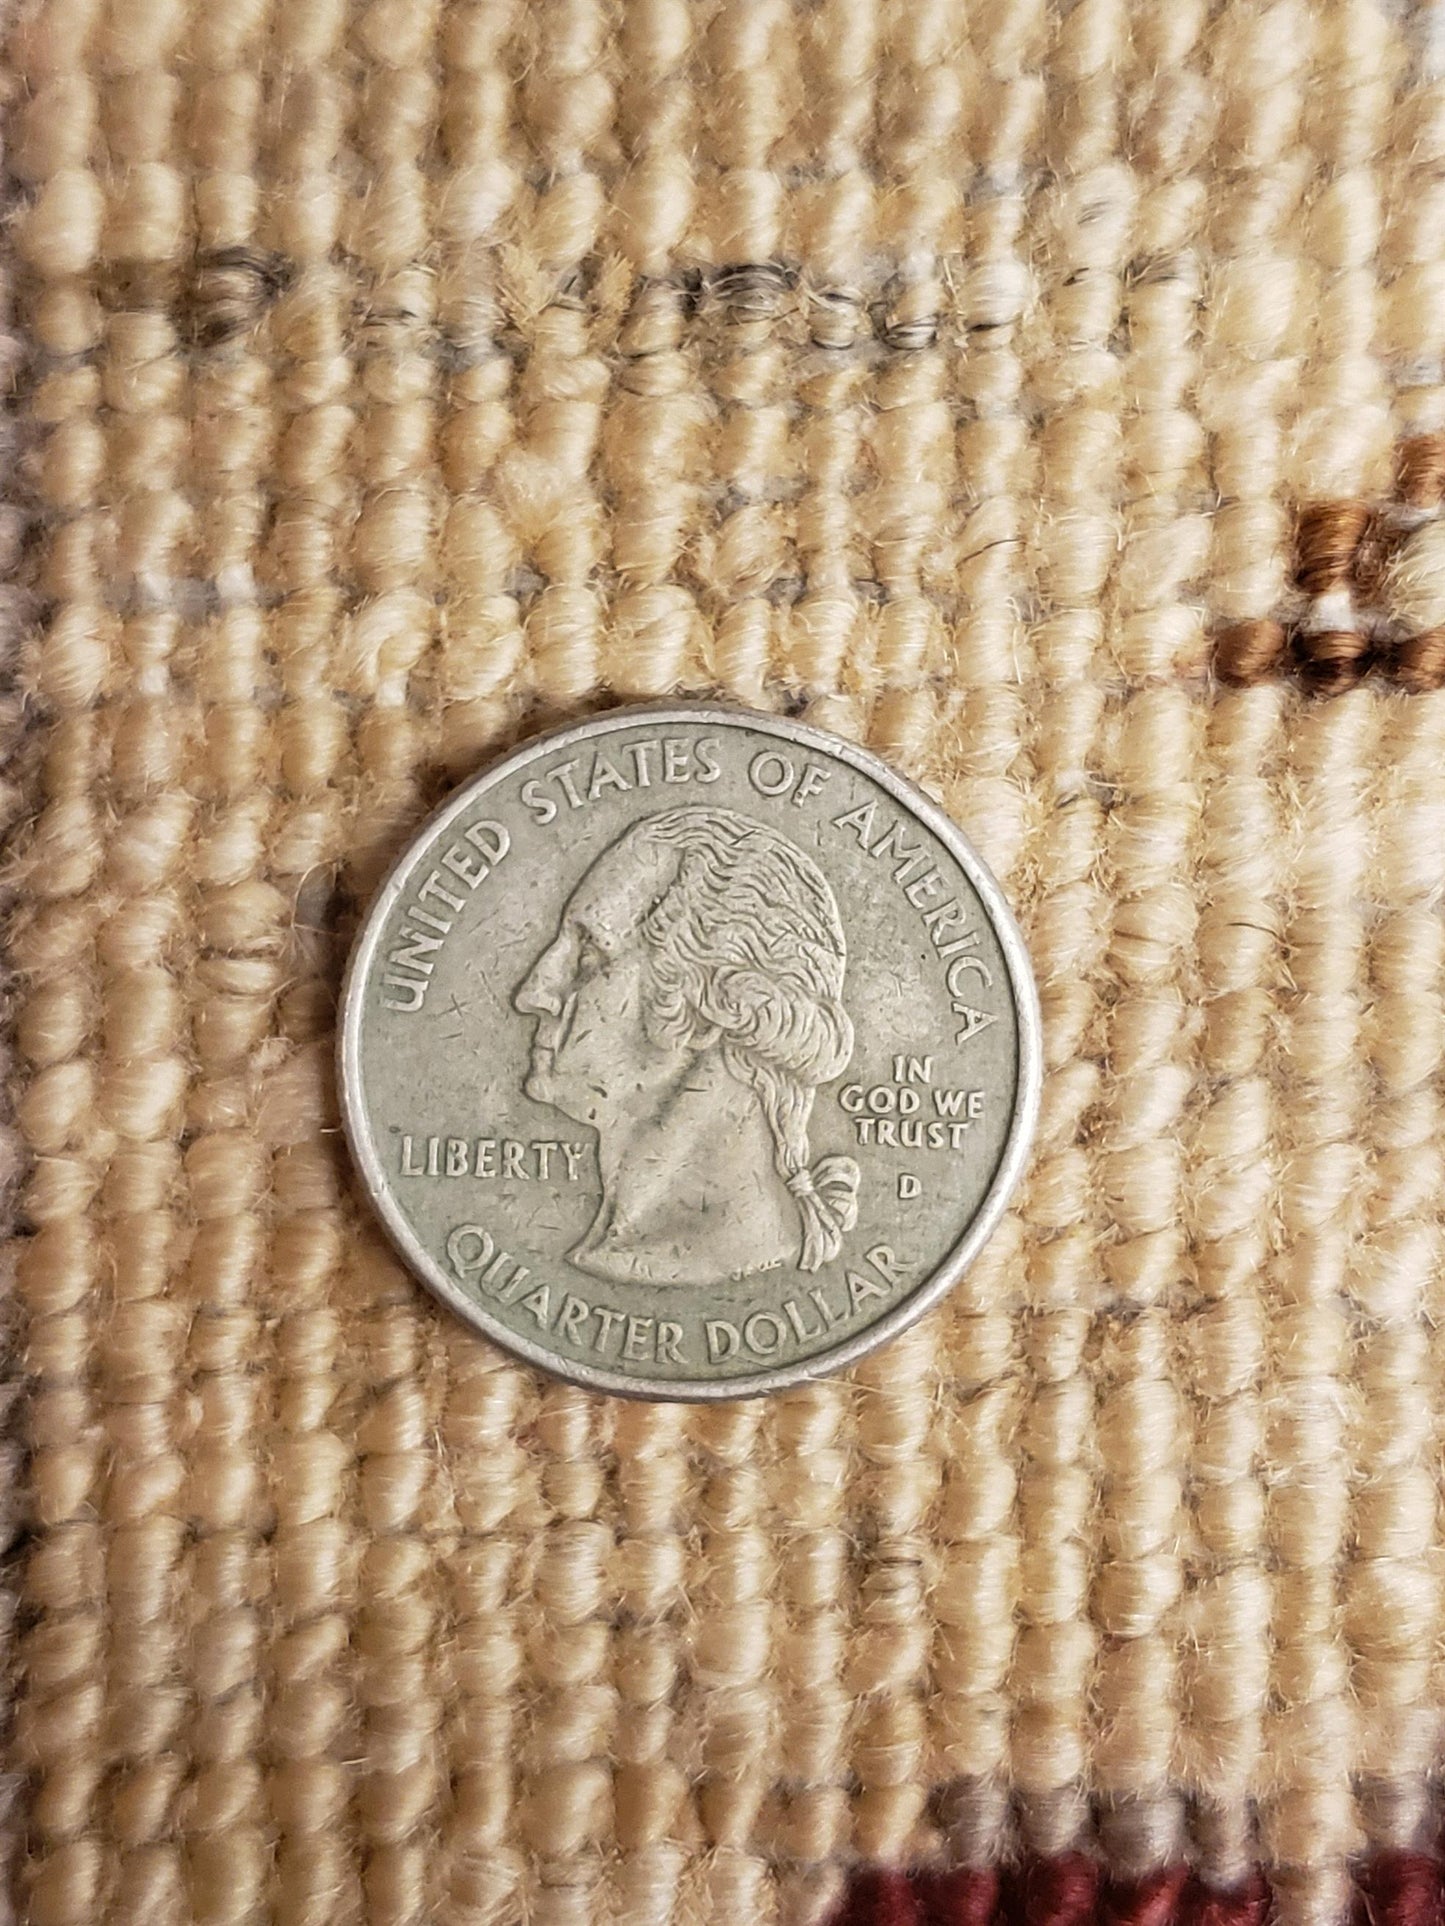 UNITED STATES OF AMERICA
LIBERTY
IN
GOD WE
TRUST
D
QUARTER DOLLAR